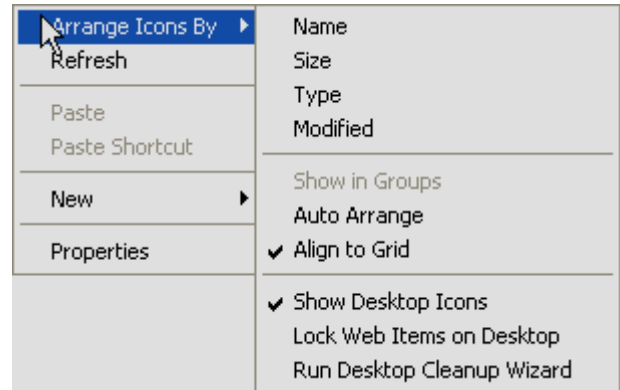 Arrange Icons By
Refresh
Paste
Paste Shortcut
New
Properties
Name
Size
Type
Modified
Show in Groups
Auto Arrange
Align to Grid
Show Desktop Icons
Lock Web Items on Desktop
Run Desktop Cleanup Wizard